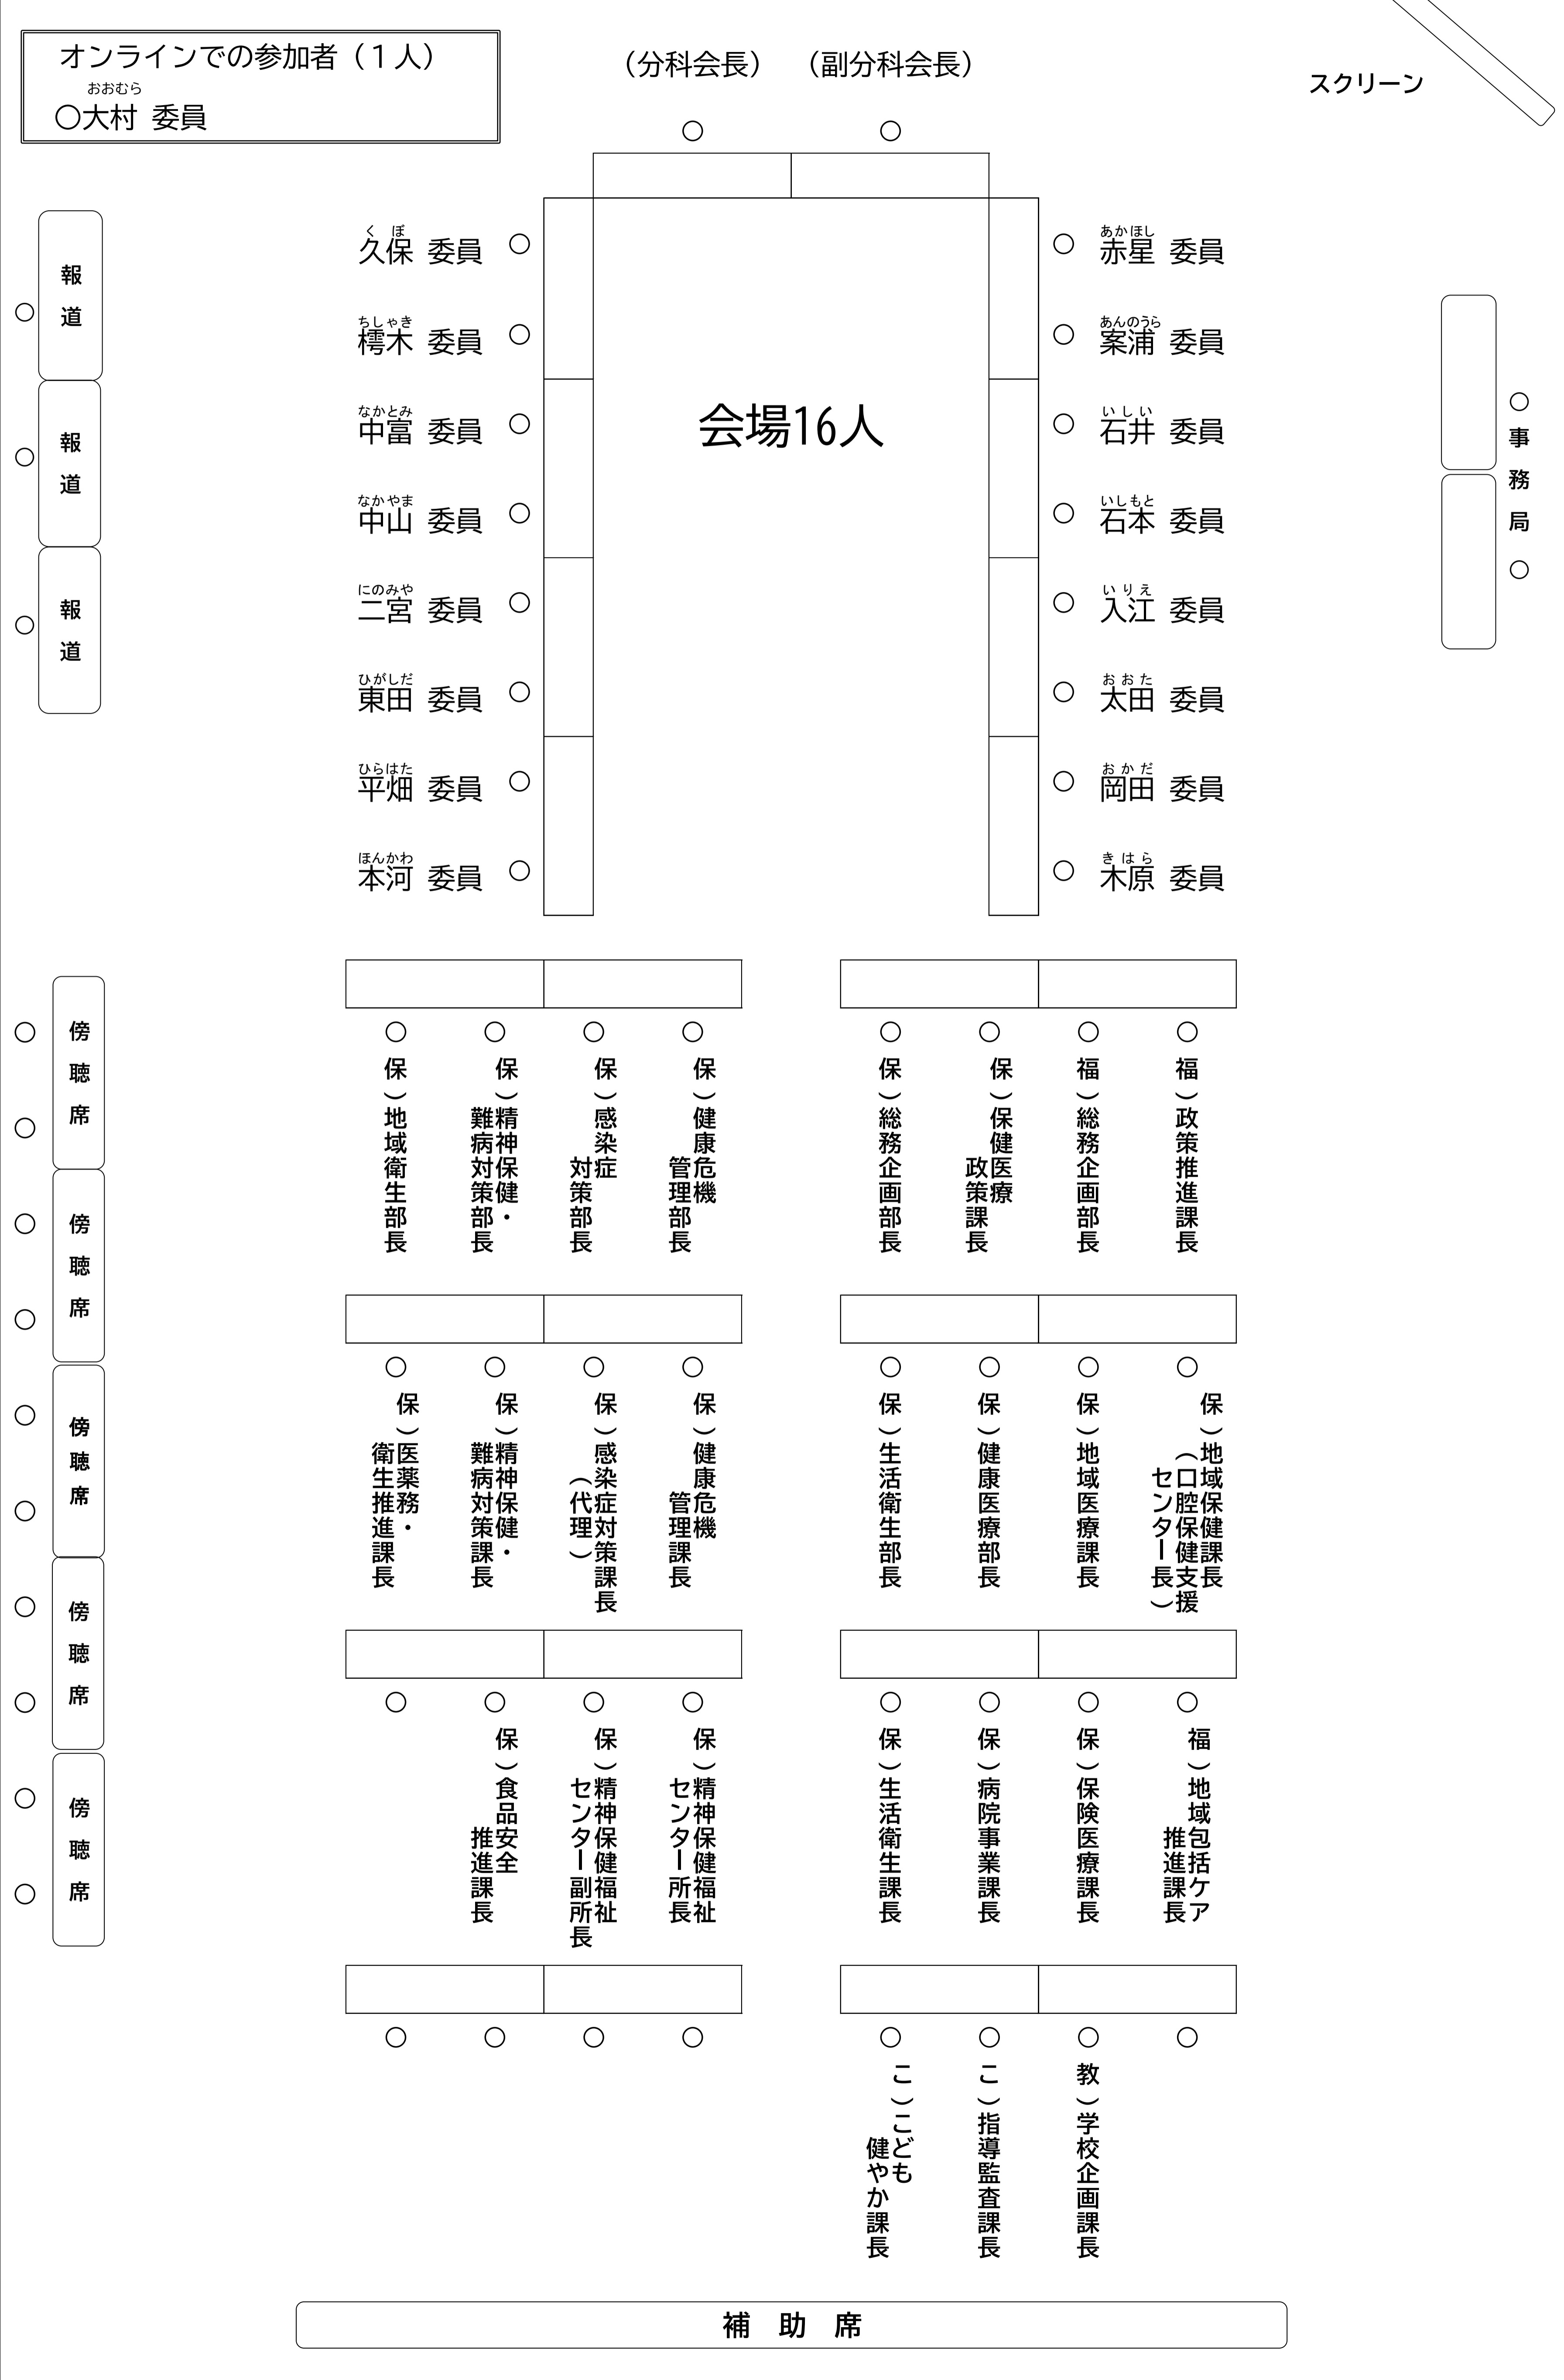 オンラインでの参加者（１人）
おおむら
○大村 委員
（分科会長）
（副分科会長）
スクリーン
会場16人
くぼ
久保 委員
ちしゃき
樗木 委員
なかとみ
中富 委員
なかやま
中山 委員
にのみや
二宮 委員
ひがしだ
東田 委員
ひらはた
平畑 委員
ほんかわ
本河 委員
あかほし
赤星 委員
あんのうら
案浦 委員
いしい
石井 委員
いしもと
石本 委員
いりえ
入江 委員
おおた
太田 委員
おかだ
岡田 委員
きはら
木原 委員
報道
報道
報道
○事務局○
保）地域衛生部長
保）精神保健・
難病対策部長
保）感染症
対策部長
保）健康危機
管理部長
保）総務企画部長
保）保健医療
政策課長
福）総務企画部長
福）政策推進課長
保）医薬務・
衛生推進課長
保）精神保健・
難病対策課長
保）感染症対策課長
（代理）
保）健康危機
管理課長
保）生活衛生部長
保）健康医療部長
保）地域医療課長
保）地域保健課長
（口腔保健支援
センター長）
保）食品安全
推進課長
保）精神保健福祉
センター副所長
保）精神保健福祉
センター所長
保）生活衛生課長
保）病院事業課長
保）保険医療課長
福）地域包括ケア
推進課長
こ）こども
健やか課長
こ）指導監査課長
教）学校企画課長
傍聴席
傍聴席
傍聴席
傍聴席
傍聴席
補助席